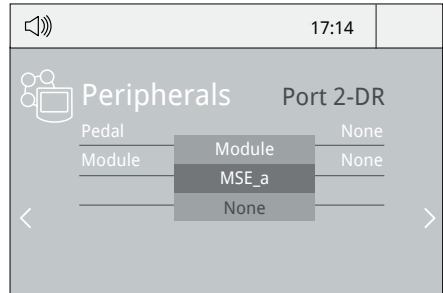 17:14
Peripherals Port 2-DR
Pedal None
Module None
Module
MSE_a
None